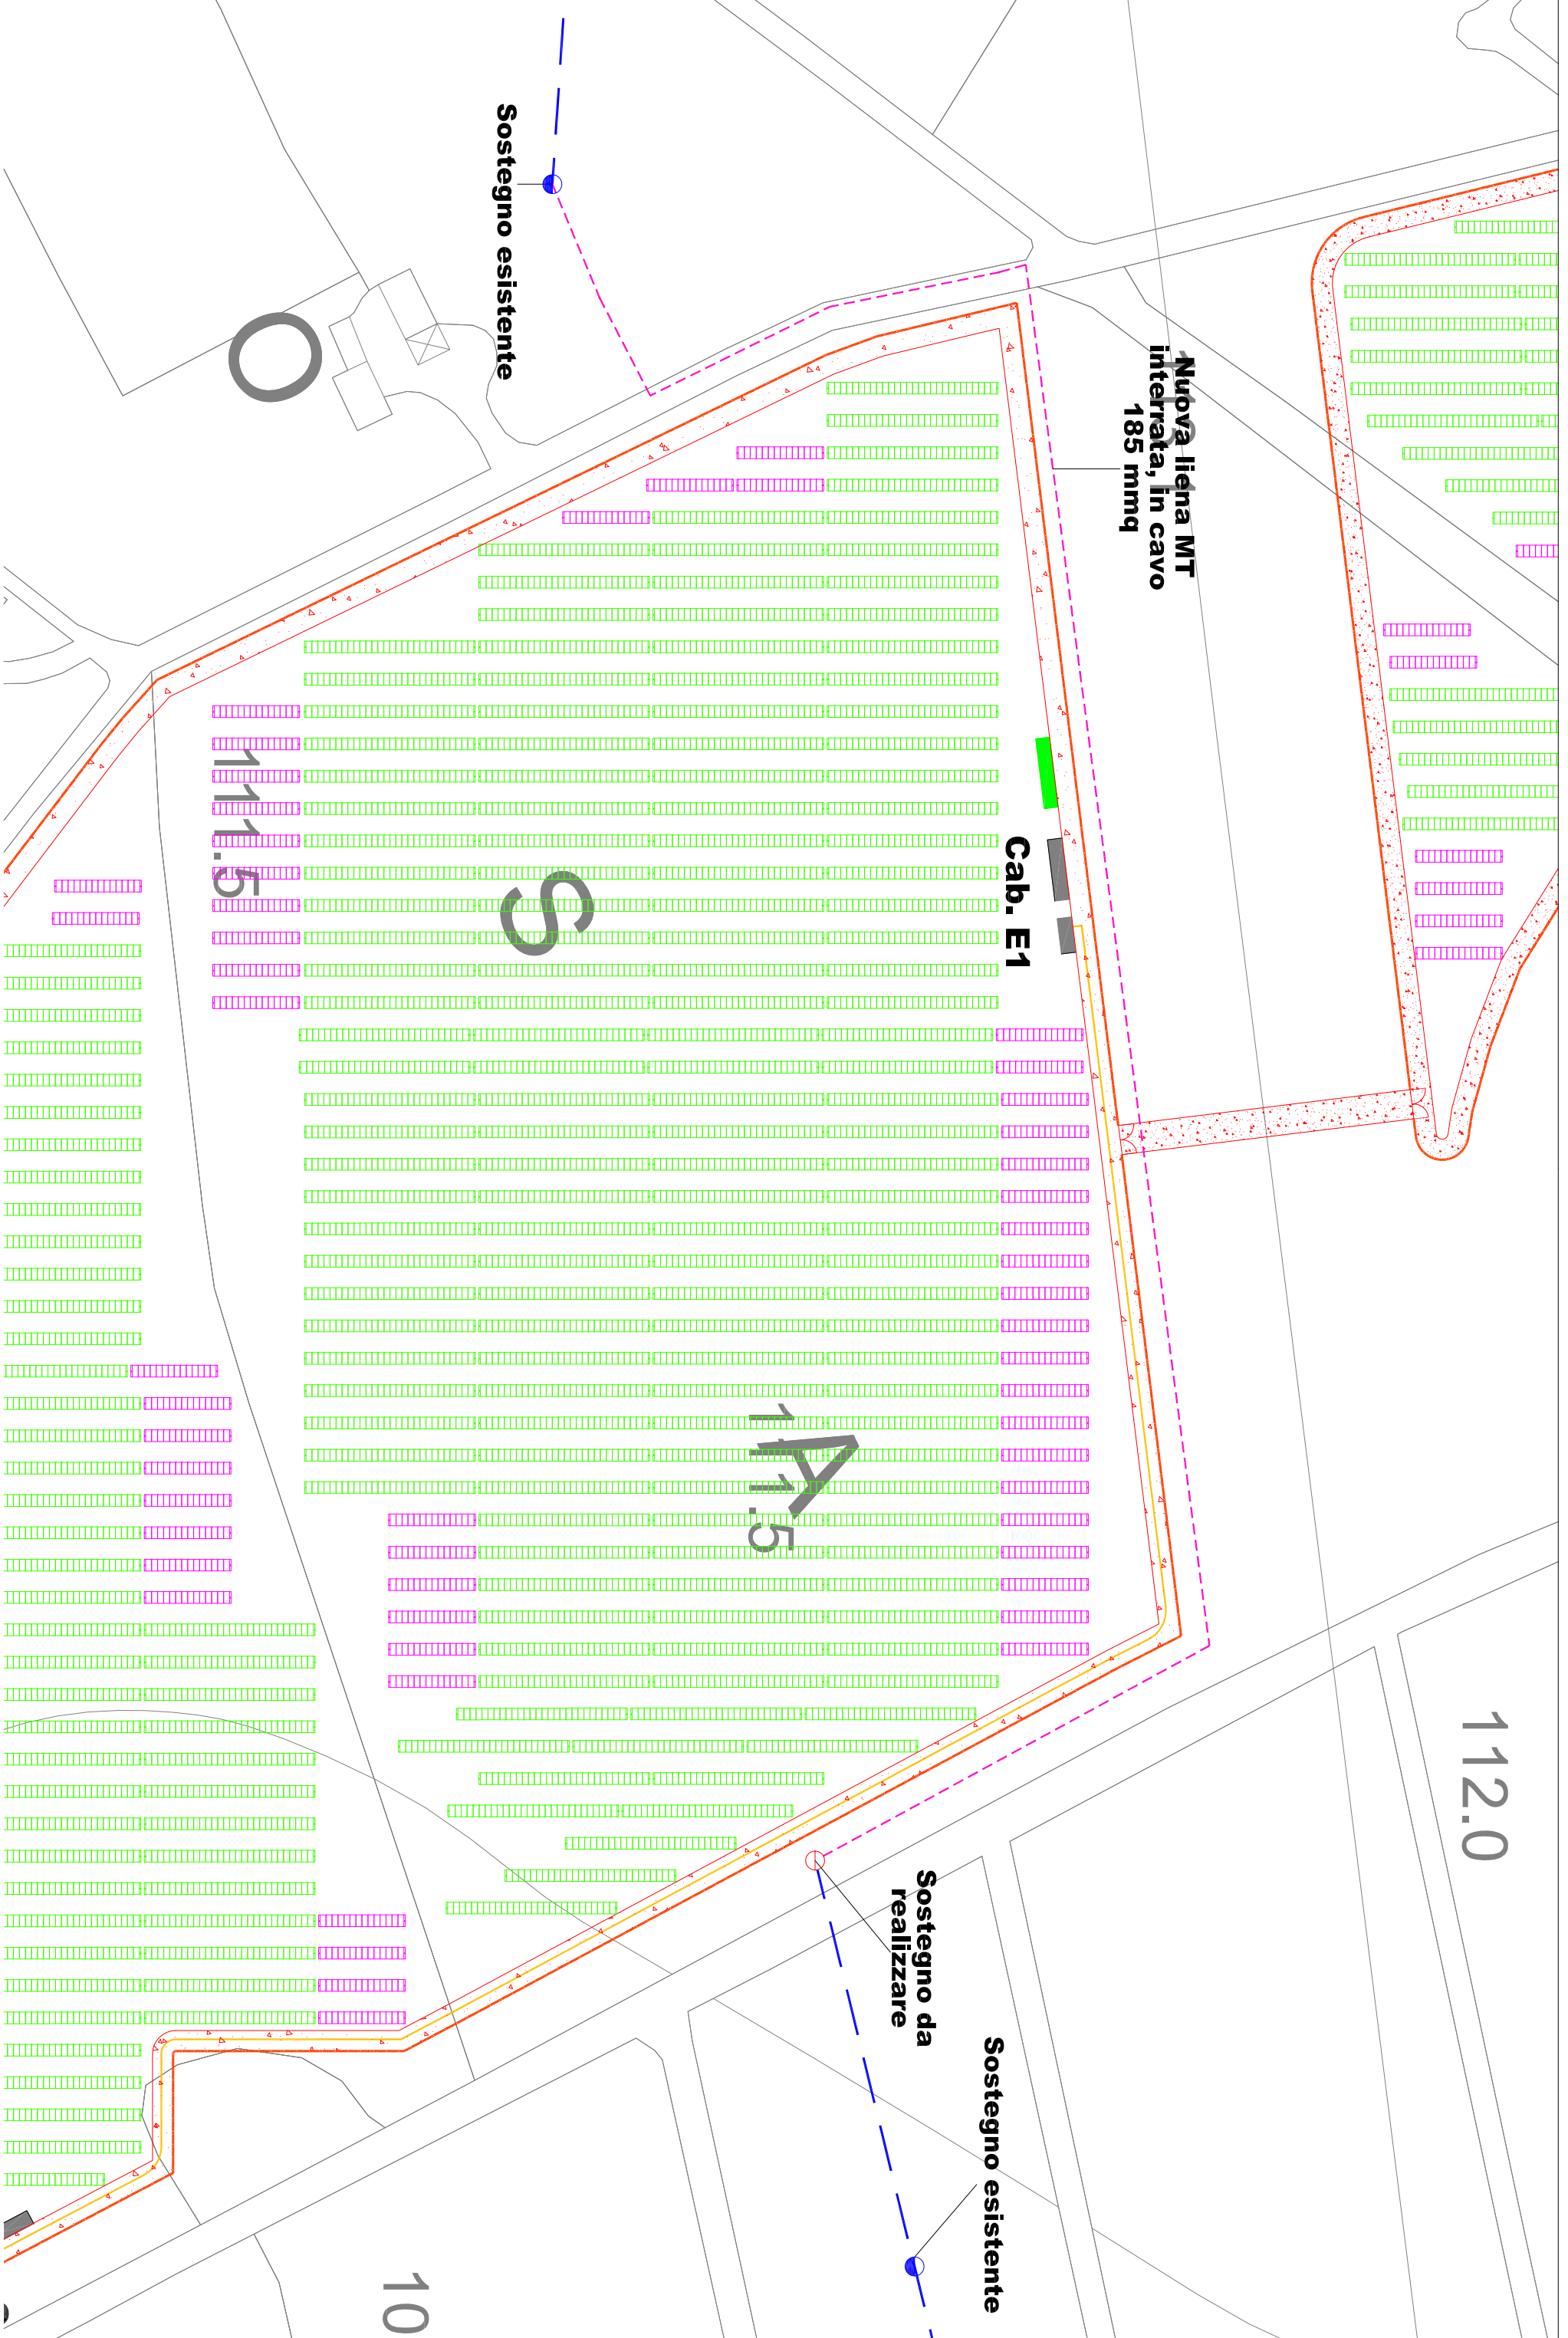 Sostegno esistente
Nuova liena MT
interrata, in cavo
185 mmq
O
111.5
S
Cab. E1
A
111.5
112.0
Sostegno da
realizzare
Sostegno esistente
10